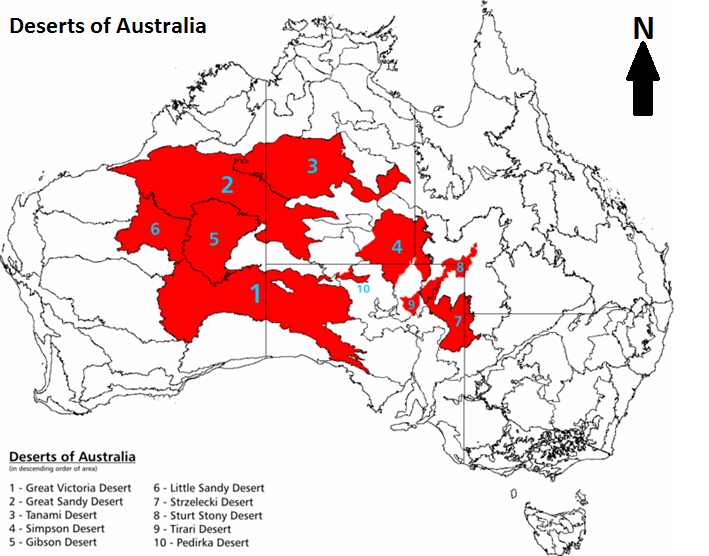 Deserts of Australia
N
3
2
6
5
4
1
8
10
9
7
Deserts of Australia
(in descending order of area)
1 - Great Victoria Desert
2 - Great Sandy Desert
3 - Tanami Desert
4 - Simpson Desert
5 - Gibson Desert
6 - Little Sandy Desert
7 - Strzelecki Desert
8 - Sturt Stony Desert
9 - Tirari Desert
10 - Pedirka Desert